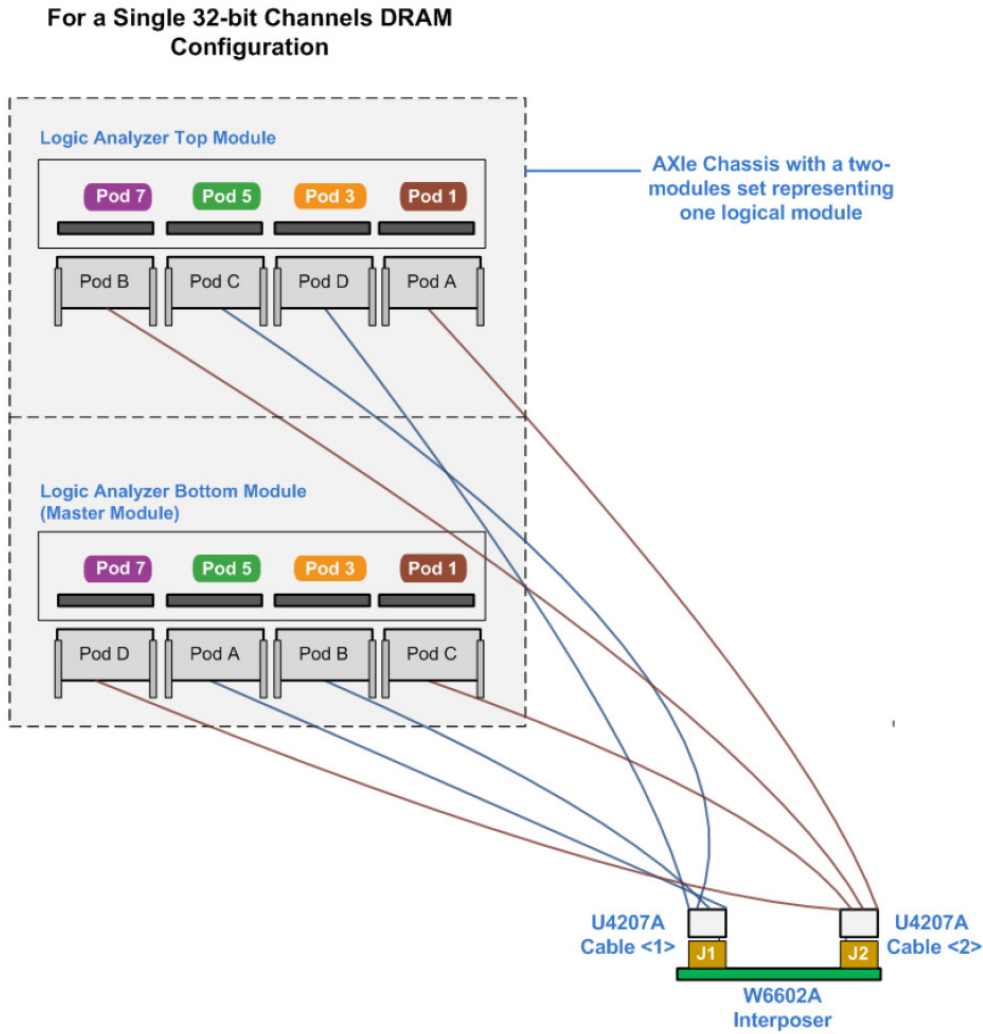 For a Single 32-bit Channels DRAM
Configuration
Logic Analyzer Top Module
AXIe Chassis with a two-
modules set representing
one logical module
Pod 7
Pod 5
Pod 3
Pod 1
Pod B
Pod C
Pod D
Pod A
Logic Analyzer Bottom Module
(Master Module)
Pod 7
Pod 5
Pod 3
Pod 1
Pod D
Pod A
Pod B
Pod C
U4207A
Cable <1>
J1
J2
U4207A
Cable <2>
W6602A
Interposer